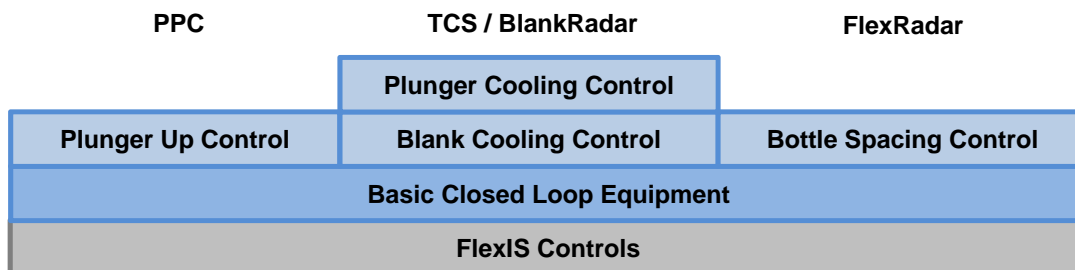 PPC
TCS / BlankRadar
FlexRadar
Plunger Cooling Control
Plunger Up Control
Blank Cooling Control
Bottle Spacing Control
Basic Closed Loop Equipment
FlexIS Controls